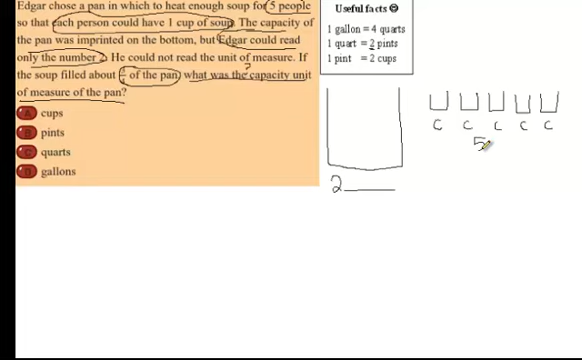 Edgar chose a pan in which to heat enough soup for 5 people
so that each person could have 1 cup of soup. The capacity of
the pan was imprinted on the bottom, but Edgar could read
only the number 2. He could not read the unit of measure. If
the soup filled about of the pan, what was the capacity unit
of measure of the pan?
A cups
B pints
C quarts
D gallons
Useful facts ☺
1 gallon = 4 quarts
1 quart = 2 pints
1 pint = 2 cups
C C C C C
5
2